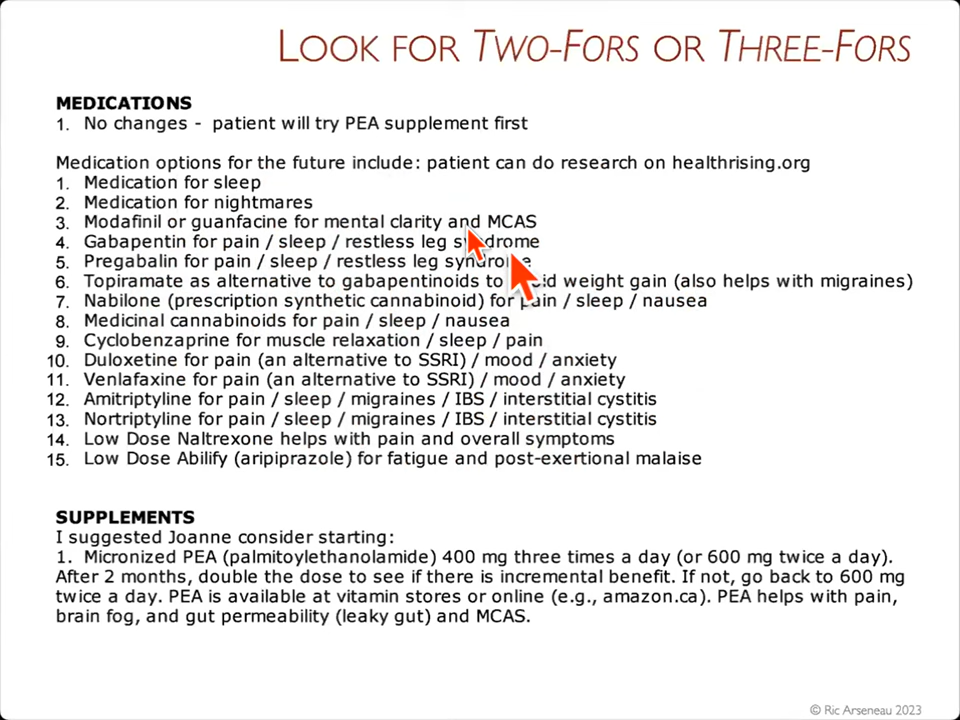 LOOK FOR TWO-FORS OR THREE-FORS
MEDICATIONS
1. No changes - patient will try PEA supplement first
Medication options for the future include: patient can do research on healthrising.org
1. Medication for sleep
2. Medication for nightmares
3. Modafinil or guanfacine for mental clarity and MCAS
4. Gabapentin for pain / sleep / restless leg syndrome
5. Pregabalin for pain / sleep / restless leg syndrome
6. Topiramate as alternative to gabapentinoids to avoid weight gain (also helps with migraines)
7. Nabilone (prescription synthetic cannabinoid) for pain / sleep / nausea
8. Medicinal cannabinoids for pain / sleep / nausea
9. Cyclobenzaprine for muscle relaxation / sleep / pain
10. Duloxetine for pain (an alternative to SSRI) / mood / anxiety
11. Venlafaxine for pain (an alternative to SSRI) / mood / anxiety
12. Amitriptyline for pain / sleep / migraines / IBS / interstitial cystitis
13. Nortriptyline for pain / sleep / migraines / IBS / interstitial cystitis
14. Low Dose Naltrexone helps with pain and overall symptoms
15. Low Dose Abilify (aripiprazole) for fatigue and post-exertional malaise
SUPPLEMENTS
I suggested Joanne consider starting:
1. Micronized PEA (palmitoylethanolamide) 400 mg three times a day (or 600 mg twice a day).
After 2 months, double the dose to see if there is incremental benefit. If not, go back to 600 mg
twice a day. PEA is available at vitamin stores or online (e.g., amazon.ca). PEA helps with pain,
brain fog, and gut permeability (leaky gut) and MCAS.
© Ric Arseneau 2023